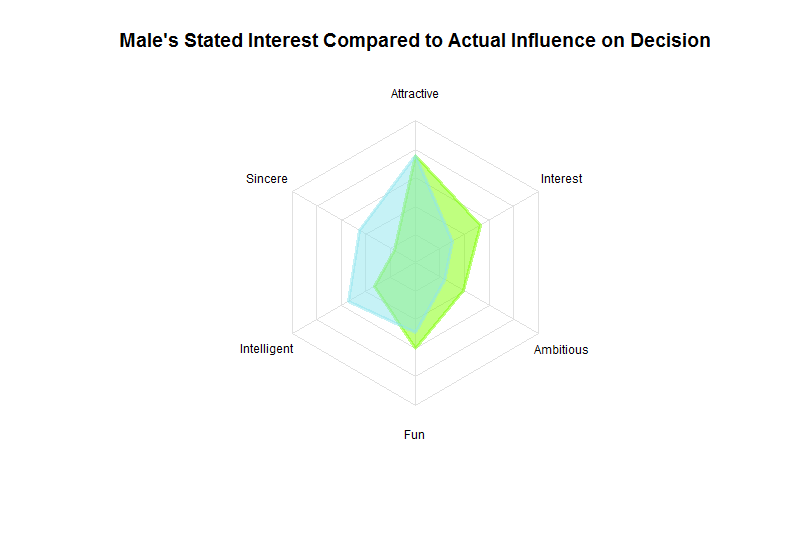 Male's Stated Interest Compared to Actual Influence on Decision
Attractive
Sincere
Interest
Intelligent
Ambitious
Fun